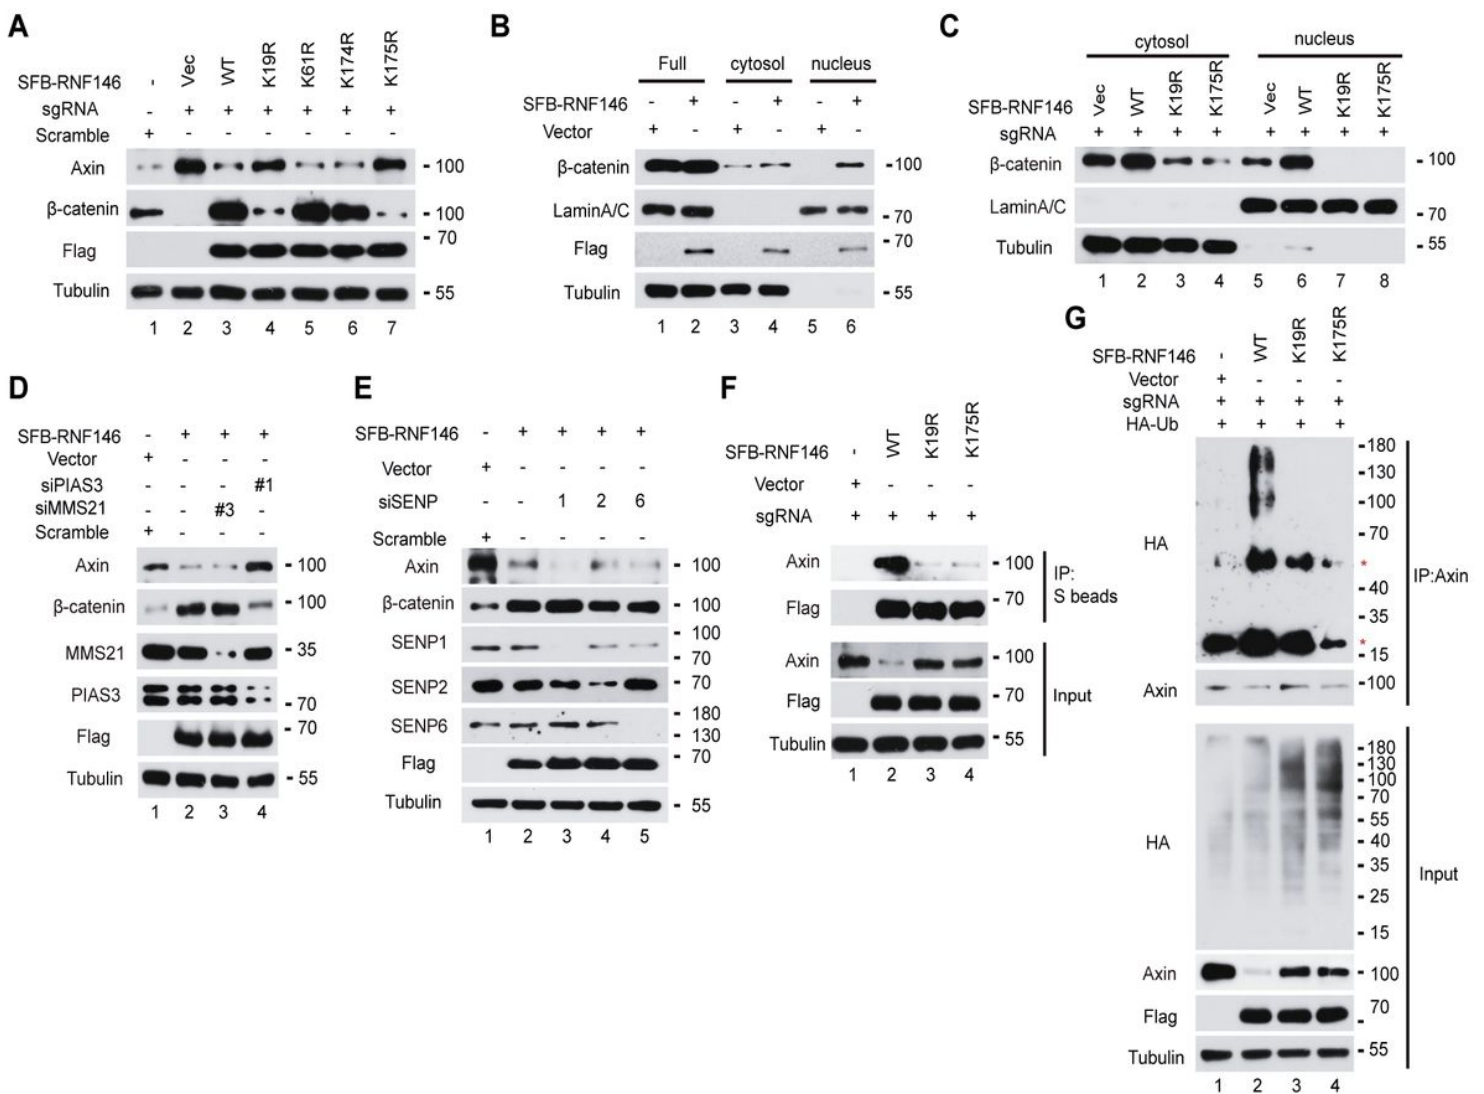 A
SFB-RNF146 - Vec WT K19R K61R K174R K175R
sgRNA - + + + + + +
Scramble + - - - - - -
Axin - 100
β-catenin - 100
Flag - 70
Tubulin - 55
1 2 3 4 5 6 7
B
Full cytosol nucleus
SFB-RNF146 - + - + - +
Vector + - + - + -
β-catenin - 100
LaminA/C - 70
Flag - 70
Tubulin - 55
1 2 3 4 5 6
C
cytosol nucleus
SFB-RNF146 Vec WT K19R K175R Vec WT K19R K175R
sgRNA + + + + + + + +
β-catenin - 100
LaminA/C - 70
Tubulin - 55
1 2 3 4 5 6 7 8
D
SFB-RNF146 - + + +
Vector + - - -
siPIAS3 - - - #1
siMMS21 - - #3 -
Scramble + - - -
Axin - 100
β-catenin - 100
MMS21 - 35
PIAS3 - 70
Flag - 70
Tubulin - 55
1 2 3 4
E
SFB-RNF146 - + + + +
Vector + - - - -
siSENP - - 1 2 6
Scramble + - - - -
Axin - 100
β-catenin - 100
SENP1 - 100
- 70
SENP2 - 70
SENP6 - 180
- 130
Flag - 70
Tubulin - 55
1 2 3 4 5
F
SFB-RNF146 - WT K19R K175R
Vector + - - -
sgRNA + + + +
Axin - 100
Flag - 70
IP:
S beads
Axin - 100
Flag - 70
Tubulin - 55
Input
1 2 3 4
G
SFB-RNF146 - WT K19R K175R
Vector + - - -
sgRNA + + + +
HA-Ub + + + +
- 180
- 130
- 100
- 70
HA
*
- 40
- 35
*
- 15
Axin - 100
IP:Axin
- 180
- 130
- 100
- 70
- 55
HA - 40
- 35
- 25
- 15
Axin - 100
Flag - 70
Tubulin - 55
Input
1 2 3 4